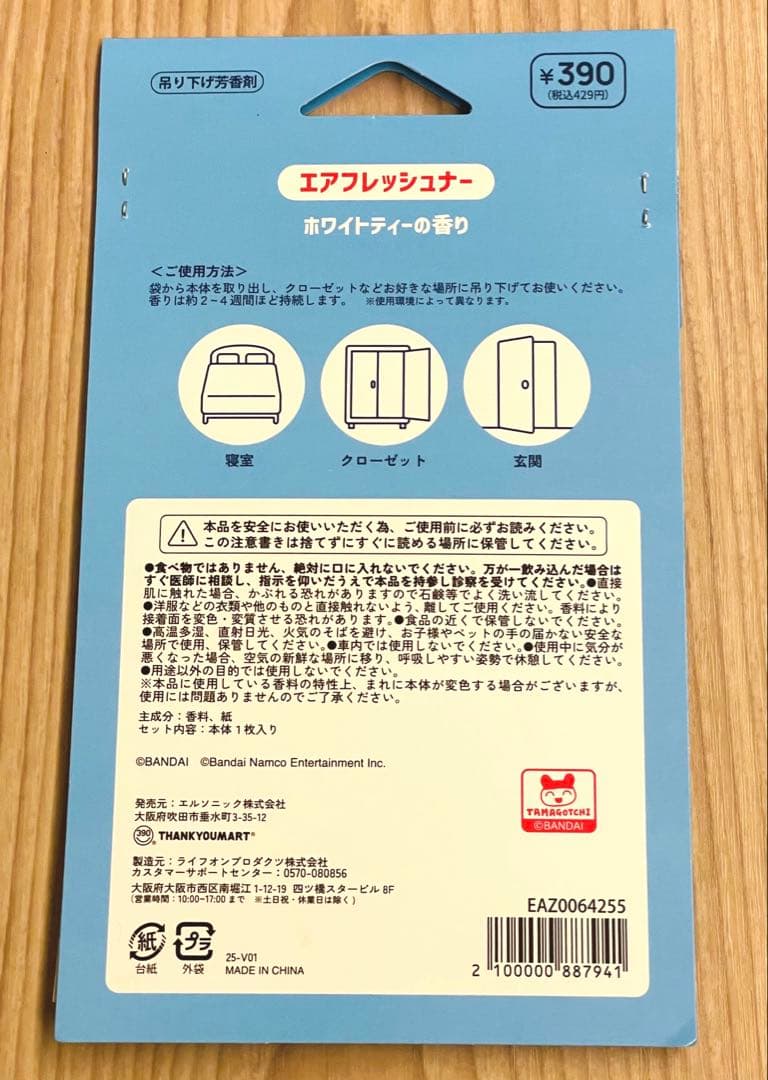 吊り下げ芳香剤
¥390
(税込429円)
エアフレッシュナー
ホワイトティーの香り
＜ご使用方法＞
袋から本体を取り出し、クローゼットなどお好きな場所に吊り下げてお使いください。
香りは約2~4週間ほど持続します。 ※使用環境によって異なります。
寝室
クローゼット
玄関
本品を安全にお使いいただく為、ご使用前に必ずお読みください。
この注意書きは捨てずにすぐに読める場所に保管してください。
●食べ物ではありません、絶対に口に入れないでください。万が一飲み込んだ場合は
すぐ医師に相談し、指示を仰いだうえで本品を持参し診察を受けてください。●直接
肌に触れた場合、かぶれる恐れがありますので石鹸等でよく洗い流してください。
●洋服などの衣類や他のものと直接触れないよう、離してご使用ください。香料により
接着面を変色・変質させる恐れがあります。●食品の近くで保管しないでください。
●高温多湿、直射日光、火気のそばを避け、お子様やペットの手の届かない安全な
場所で使用、保管してください。●車内では使用しないでください。●使用中に気分が
悪くなった場合、空気の新鮮な場所に移り、呼吸しやすい姿勢で休憩してください。
●用途以外の目的では使用しないでください。
※本品に使用している香料の特性上、まれに本体が変色する場合がございますが、
使用には問題ありませんのでご了承ください。
主成分：香料、紙
セット内容：本体1枚入り
©BANDAI ©Bandai Namco Entertainment Inc.
TAMAGOTCHI
©BANDAI
発売元：エルソニック株式会社
大阪府吹田市垂水町3-35-12
390 THANKYOUMART®
製造元：ライフオンプロダクツ株式会社
カスタマーサポートセンター：0570-080856
大阪府大阪市西区南堀江1-12-19 四ツ橋スタービル8F
(営業時間：10:00~17:00まで ※土日祝・休業日は除く)
紙
台紙
プラ
外袋
25-V01
MADE IN CHINA
EAZ0064255
2 100000 887941